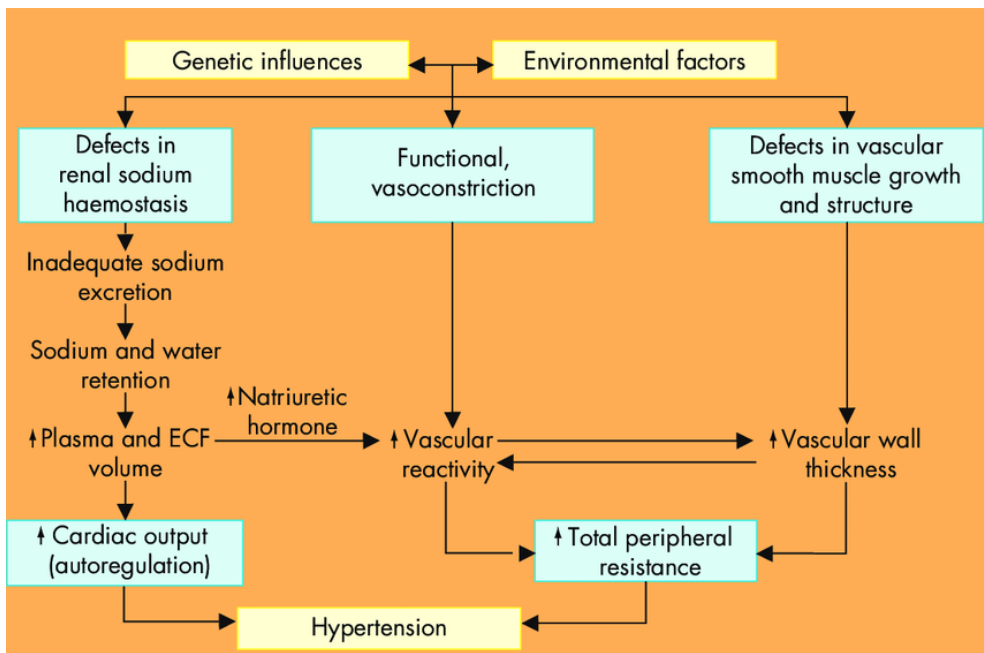 Genetic influences
Environmental factors
Defects in
renal sodium
haemostasis
Functional,
vasoconstriction
Defects in vascular
smooth muscle growth
and structure
Inadequate sodium
excretion
Sodium and water
retention
↑Natriuretic
hormone
↑Plasma and ECF
volume
↑Vascular
reactivity
↑Vascular wall
thickness
↑Cardiac output
(autoregulation)
↑Total peripheral
resistance
Hypertension